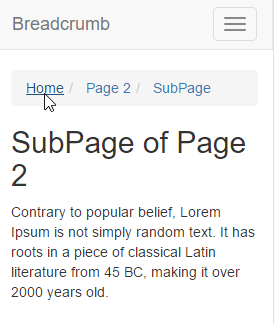 Breadcrumb
Home / Page 2 / SubPage
SubPage of Page
2
Contrary to popular belief, Lorem
Ipsum is not simply random text. It has
roots in a piece of classical Latin
literature from 45 BC, making it over
2000 years old.